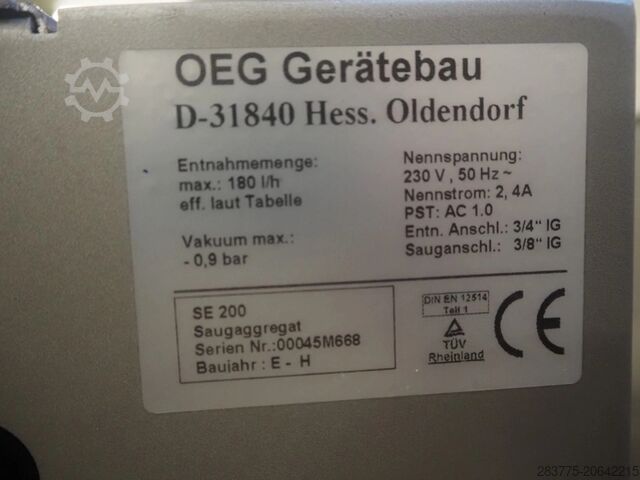 OEG Gerätebau
D-31840 Hess. Oldendorf
Entnahmemenge:
max.: 180 l/h
eff. laut Tabelle
Vakuum max.:
- 0,9 bar
Nennspannung:
230 V , 50 Hz ~
Nennstrom: 2, 4A
PST: AC 1.0
Entn. Anschl.: 3/4" IG
Sauganschl.: 3/8" IG
SE 200
Saugaggregat
Serien Nr.:00045M668
Baujahr : E - H
DIN EN 12514
Teil 1
TÜV
Rheinland
CE
283775-20642215